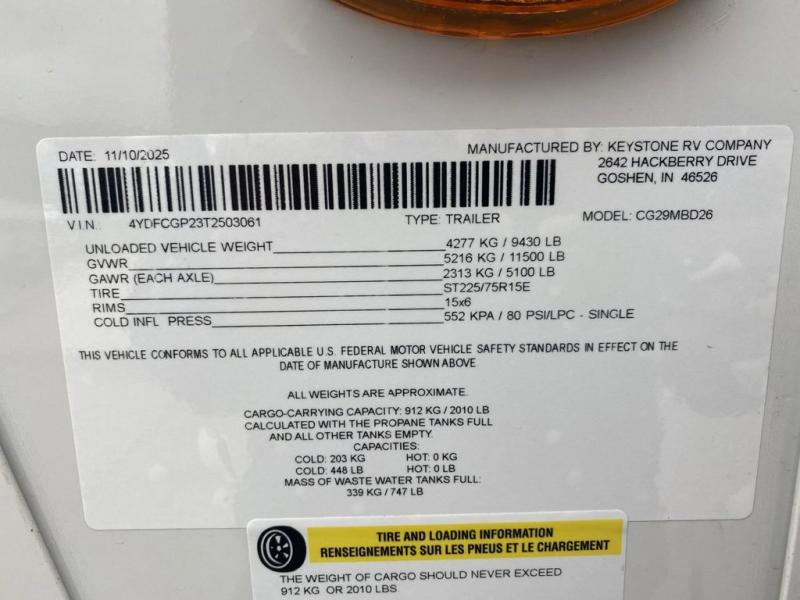 DATE: 11/10/2025
MANUFACTURED BY: KEYSTONE RV COMPANY
2642 HACKBERRY DRIVE
GOSHEN, IN 46526
V.I.N. 4YDFCGP23T2503061 TYPE: TRAILER MODEL: CG29MBD26
UNLOADED VEHICLE WEIGHT 4277 KG / 9430 LB
GVWR 5216 KG / 11500 LB
GAWR (EACH AXLE) 2313 KG / 5100 LB
TIRE ST225/75R15E
RIMS 15x6
COLD INFL PRESS 552 KPA / 80 PSI/LPC - SINGLE
THIS VEHICLE CONFORMS TO ALL APPLICABLE U.S. FEDERAL MOTOR VEHICLE SAFETY STANDARDS IN EFFECT ON THE
DATE OF MANUFACTURE SHOWN ABOVE.
ALL WEIGHTS ARE APPROXIMATE.
CARGO-CARRYING CAPACITY: 912 KG / 2010 LB
CALCULATED WITH THE PROPANE TANKS FULL
AND ALL OTHER TANKS EMPTY.
CAPACITIES:
COLD: 203 KG HOT: 0 KG
COLD: 448 LB HOT: 0 LB
MASS OF WASTE WATER TANKS FULL:
339 KG / 747 LB
TIRE AND LOADING INFORMATION
RENSEIGNEMENTS SUR LES PNEUS ET LE CHARGEMENT
THE WEIGHT OF CARGO SHOULD NEVER EXCEED
912 KG OR 2010 LBS